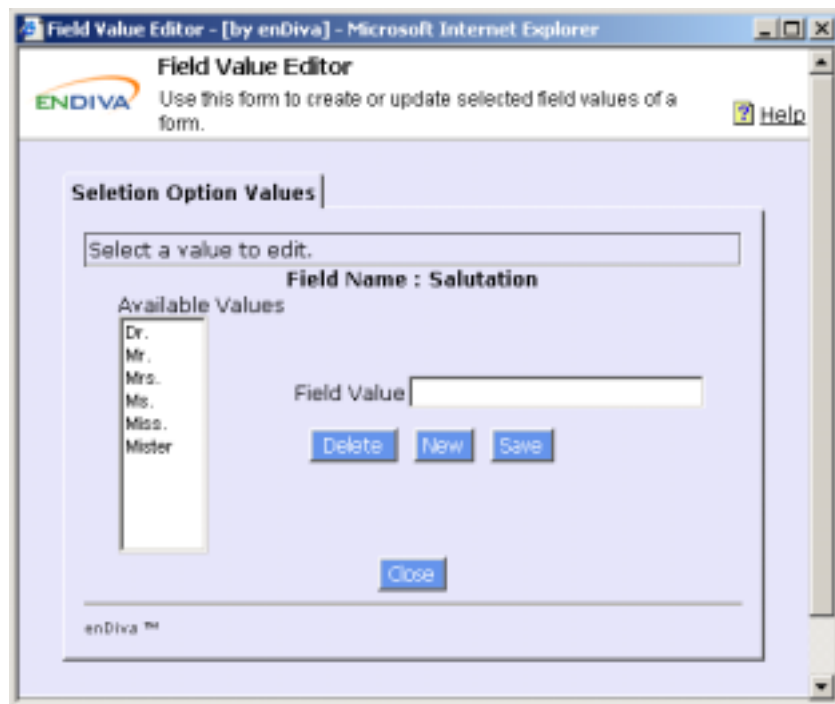 Field Value Editor - [by enDiva] - Microsoft Internet Explorer
Field Value Editor
ENDIVA
Use this form to create or update selected field values of a
form.
? Help
Seletion Option Values
Select a value to edit.
Field Name : Salutation
Available Values
Dr.
Mr.
Mrs.
Ms.
Miss.
Mister
Field Value
Delete New Save
Close
enDiva ™